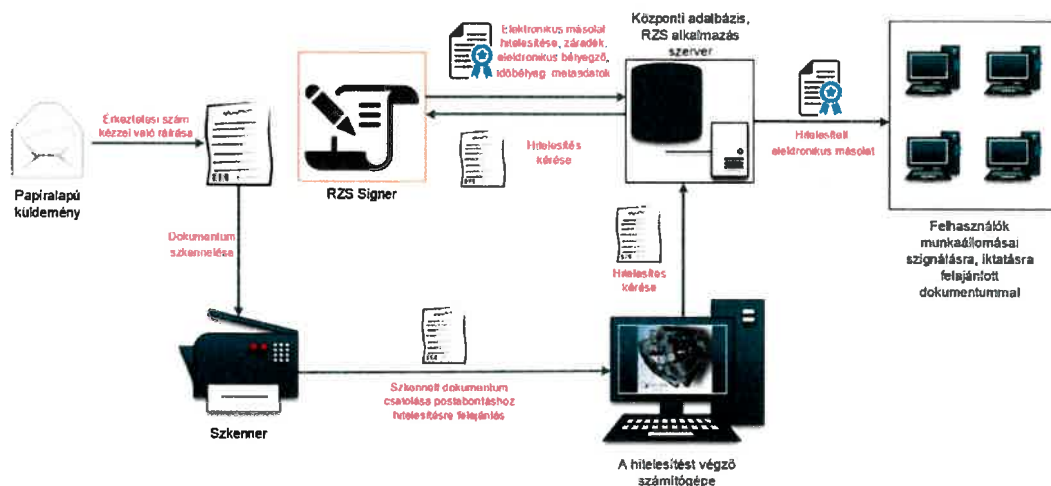 Elektronikus másolat
hitelesítése, záradék,
elektronikus bélyegző,
időbélyeg metaadatok
Központi adatbázis,
RZS alkalmazás
szerver
Érkeztetési szám
kézzel való ráírása
Hitelesítés
kérése
Hitelesített
elektronikus másolat
Papíralapú
küldemény
RZS Signer
Dokumentum
szkennelése
Hitelesítés
kérése
Felhasználók
munkaállomásai
szignálásra, iktatásra
felajánlott
dokumentummal
Szkennelt dokumentum
csatolása postabontáshoz
hitelesítésre felajánlás
Szkenner
A hitelesítést végző
számítógépe